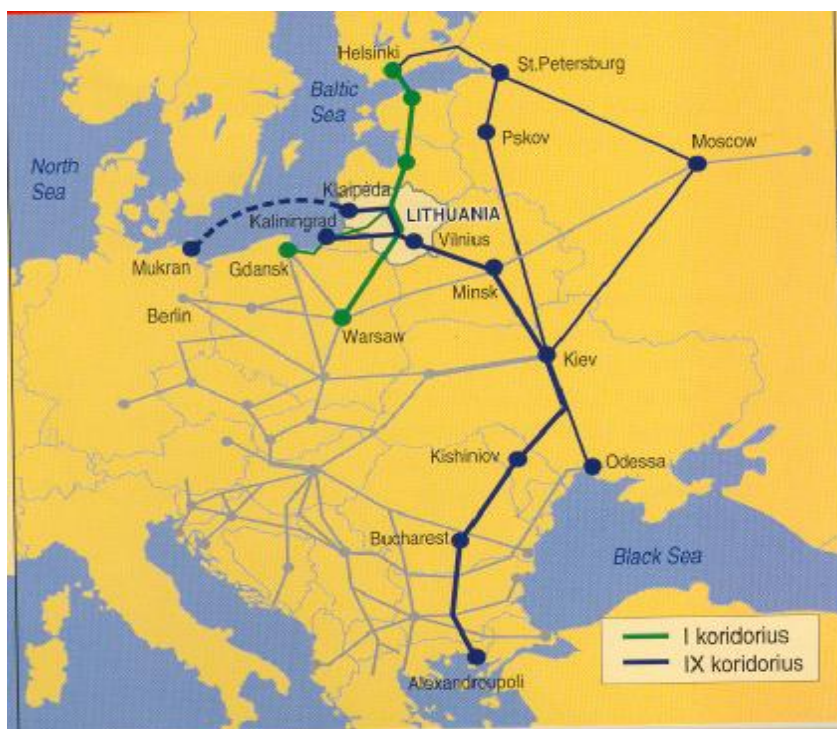 Helsinki
St.Petersburg
Baltic
Sea
Pskov
Moscow
North
Sea
Klaipėda
LITHUANIA
Kaliningrad
Vilnius
Mukran
Gdansk
Minsk
Berlin
Warsaw
Kiev
Kishiniov
Odessa
Bucharest
Black Sea
I koridorius
IX koridorius
Alexandroupoli